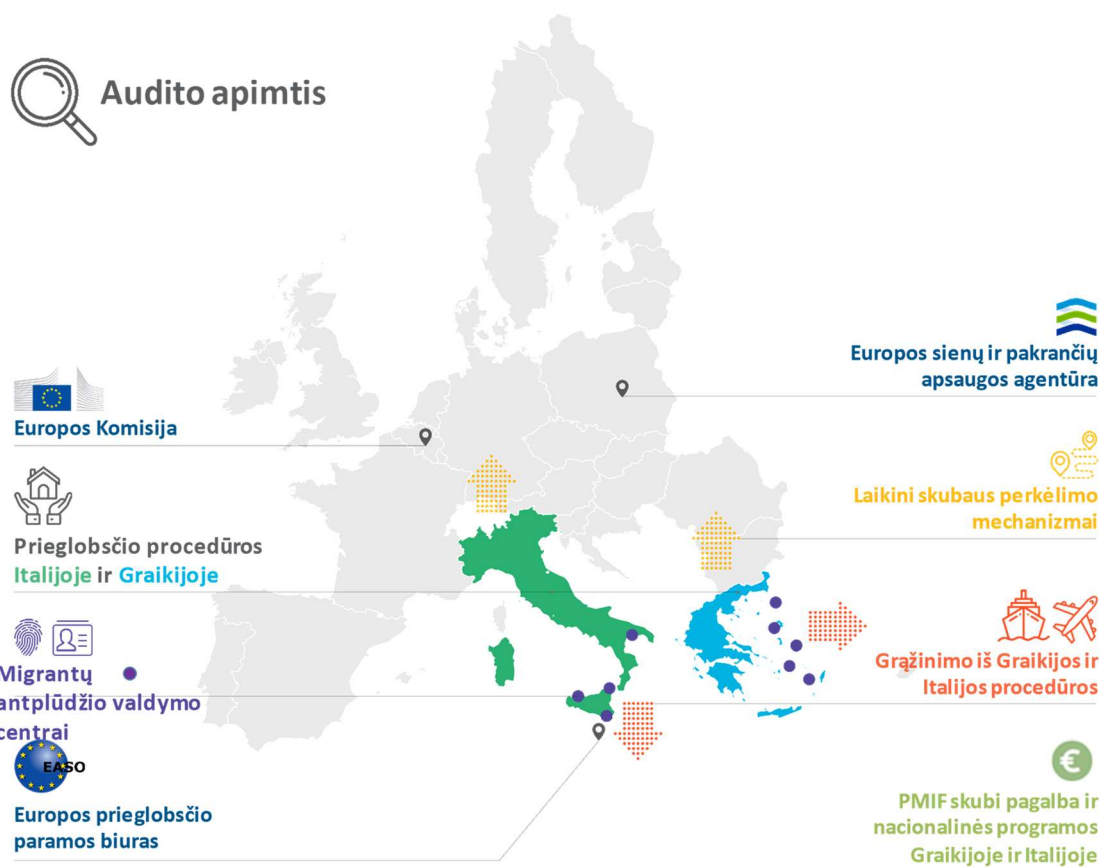 Audito apimtis
Europos Komisija
Prieglobsčio procedūros
Italijoje ir Graikijoje
Migrantų
antplūdžio valdymo
centrai
EASO
Europos prieglobsčio
paramos biuras
Europos sienų ir pakrančių
apsaugos agentūra
Laikini skubaus perkėlimo
mechanizmai
Grąžinimo iš Graikijos ir
Italijos procedūros
€
PMIF skubi pagalba ir
nacionalinės programos
Graikijoje ir Italijoje